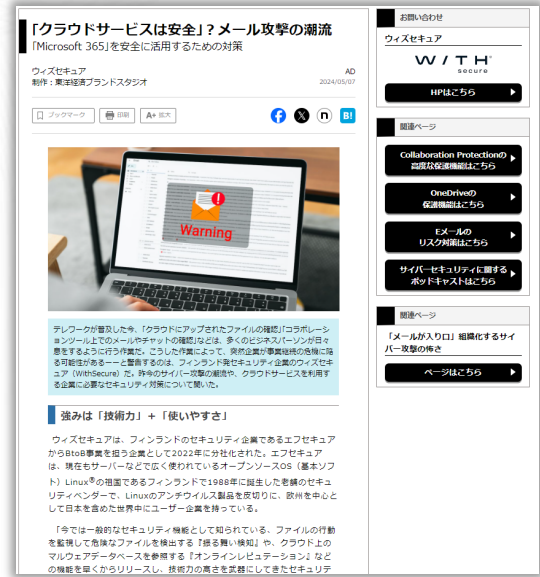 「クラウドサービスは安全」? メール攻撃の潮流
「Microsoft 365」を安全に活用するための対策
ウィズセキュア
制作：東洋経済ブランドスタジオ
AD
2024/05/07
ブックマーク
印刷
A+ 拡大
n
B!
Warning
テレワークが普及した今、「クラウドにアップされたファイルの確認」「コラボレーシ
ョンツール上でのメールやチャットの確認」などは、多くのビジネスパーソンが日々
息をするように行う作業だ。こうした作業によって、突然企業が事業継続の危機に陥
る可能性があるーーと警告するのは、フィンランド発セキュリティ企業のウィズセキ
ュア（WithSecure）だ。昨今のサイバー攻撃の潮流や、クラウドサービスを利用す
る企業に必要なセキュリティ対策について聞いた。
強みは「技術力」＋「使いやすさ」
ウィズセキュアは、フィンランドのセキュリティ企業であるエフセキュア
からBtoB事業を担う企業として2022年に分社化された。エフセキュア
は、現在もサーバーなどで広く使われているオープンソースOS（基本ソフ
ト）Linux®の祖国であるフィンランドで1988年に誕生した老舗のセキュ
リティベンダーで、Linuxのアンチウイルス製品を皮切りに、欧州を中心と
して日本を含めた世界中にユーザー企業を持っている。
「今では一般的なセキュリティ機能として知られている、ファイルの行動
を監視して危険なファイルを検出する『振る舞い検知』や、クラウド上の
マルウェアデータベースを参照する『オンラインレピュテーション』など
の機能を早くからリリースし、技術力の高さを武器にしてきたセキュリテ
お問い合わせ
ウィズセキュア
W / T H
secure
HPはこちら
関連ページ
Collaboration Protectionの
高度な保護機能はこちら
OneDriveの
保護機能はこちら
Eメールの
リスク対策はこちら
サイバーセキュリティに関する
ポッドキャストはこちら
関連ページ
「メールが入り口」組織化するサイ
バー攻撃の怖さ
ページはこちら